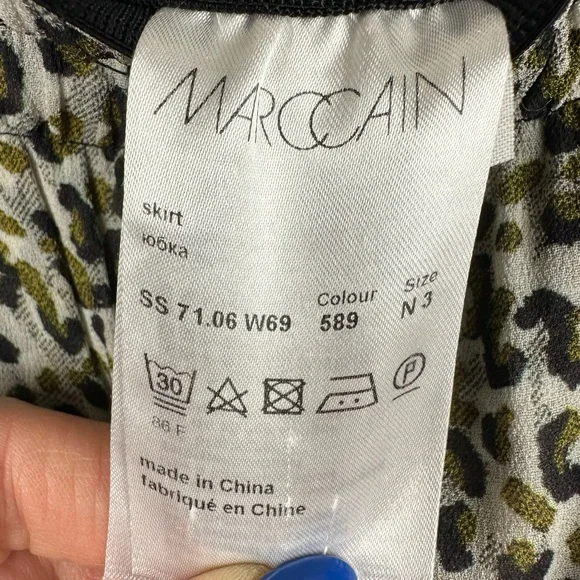 MARCCAIN
skirt
юбка
SS 71.06 W69 Colour 589 Size N 3
30
86 F
P
made in China
fabriqué en Chine